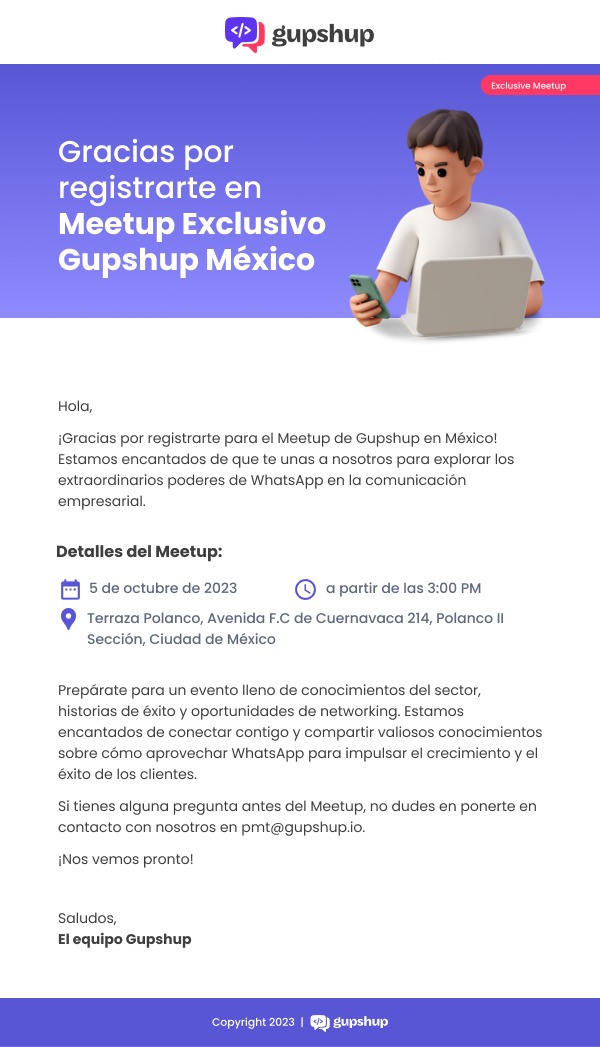 </> gupshup
Exclusive Meetup
Gracias por
registrarte en
Meetup Exclusivo
Gupshup México
Hola,
¡Gracias por registrarte para el Meetup de Gupshup en México!
Estamos encantados de que te unas a nosotros para explorar los
extraordinarios poderes de WhatsApp en la comunicación
empresarial.
Detalles del Meetup:
5 de octubre de 2023
a partir de las 3:00 PM
Terraza Polanco, Avenida F.C de Cuernavaca 214, Polanco II
Sección, Ciudad de México
Prepárate para un evento lleno de conocimientos del sector,
historias de éxito y oportunidades de networking. Estamos
encantados de conectar contigo y compartir valiosos conocimientos
sobre cómo aprovechar WhatsApp para impulsar el crecimiento y el
éxito de los clientes.
Si tienes alguna pregunta antes del Meetup, no dudes en ponerte en
contacto con nosotros en pmt@gupshup.io.
¡Nos vemos pronto!
Saludos,
El equipo Gupshup
Copyright 2023 | </> gupshup